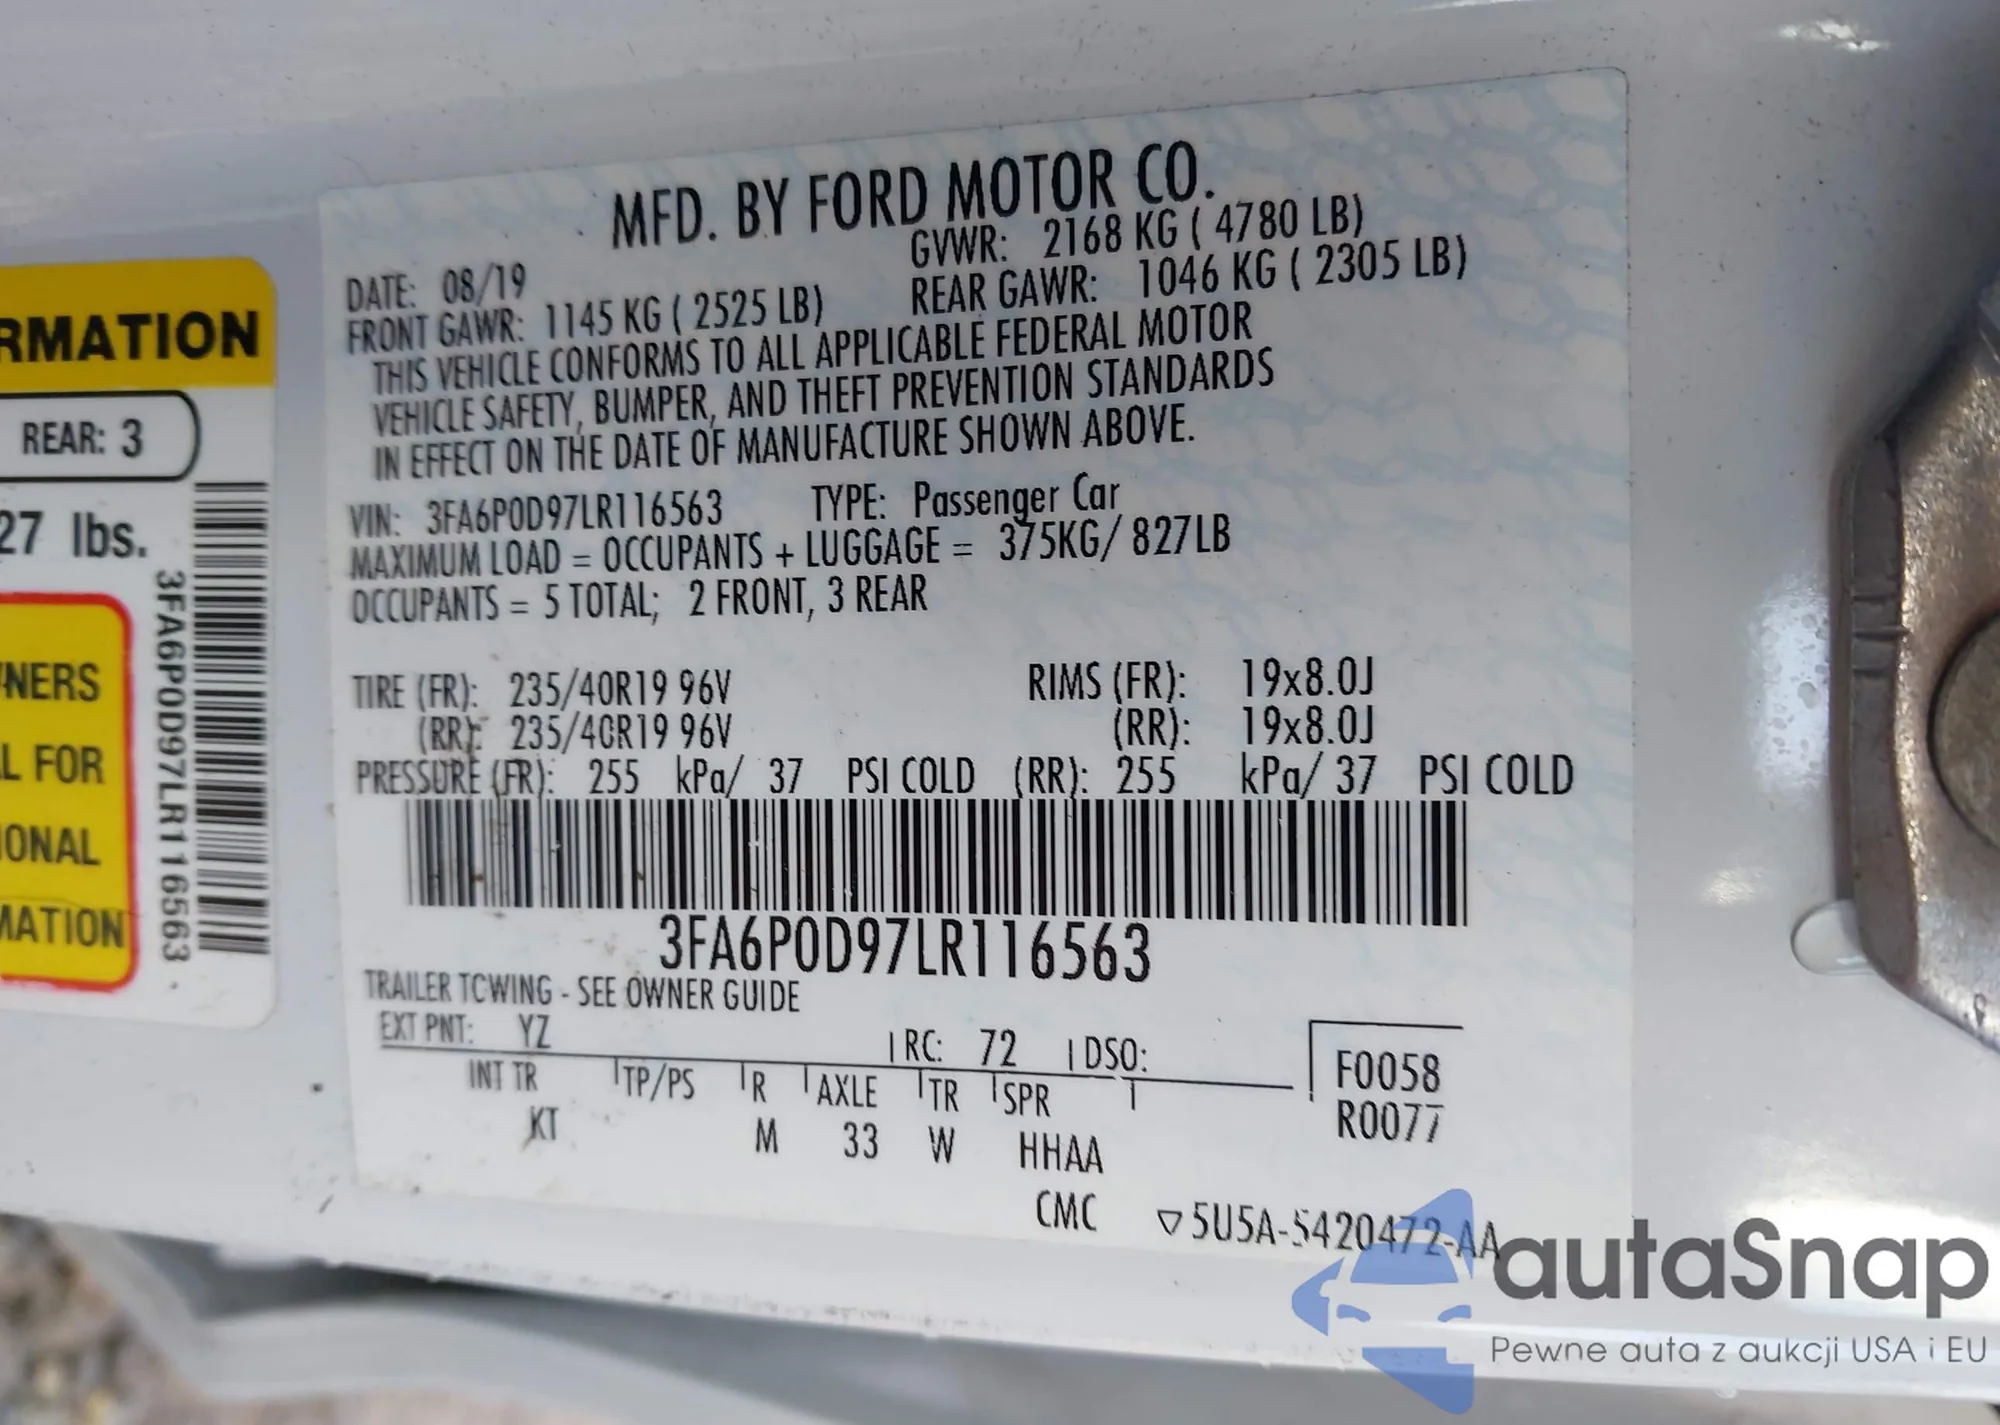 RMATION
REAR: 3
27 lbs.
NERS
L FOR
IONAL
MATION
3FA6P0D97LR116563
MFD. BY FORD MOTOR CO.
DATE: 08/19 GVWR: 2168 KG ( 4780 LB)
FRONT GAWR: 1145 KG ( 2525 LB) REAR GAWR: 1046 KG ( 2305 LB)
THIS VEHICLE CONFORMS TO ALL APPLICABLE FEDERAL MOTOR
VEHICLE SAFETY, BUMPER, AND THEFT PREVENTION STANDARDS
IN EFFECT ON THE DATE OF MANUFACTURE SHOWN ABOVE.
VIN: 3FA6P0D97LR116563 TYPE: Passenger Car
MAXIMUM LOAD = OCCUPANTS + LUGGAGE = 375KG/ 827LB
OCCUPANTS = 5 TOTAL; 2 FRONT, 3 REAR
TIRE (FR): 235/40R19 96V RIMS (FR): 19x8.0J
(RR): 235/40R19 96V (RR): 19x8.0J
PRESSURE (FR): 255 kPa/ 37 PSI COLD (RR): 255 kPa/ 37 PSI COLD
3FA6P0D97LR116563
TRAILER TOWING - SEE OWNER GUIDE
EXT PNT: YZ RC: 72 DSO:
F0058
R0077
INT TR TP/PS R AXLE TR SPR
KT M 33 W HHAA
CMC ▽5U5A-5420472-AA
autaSnap
Pewne auta z aukcji USA i EU